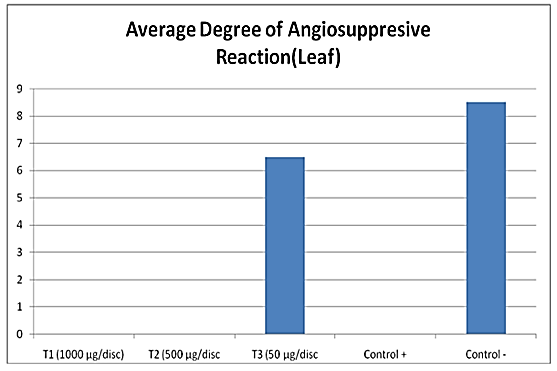 Average Degree of Angiosuppresive
Reaction(Leaf)
9
8
7
6
5
4
3
2
1
0
T1 (1000 µg/disc)
T2 (500 µg/disc
T3 (50 µg/disc
Control +
Control -